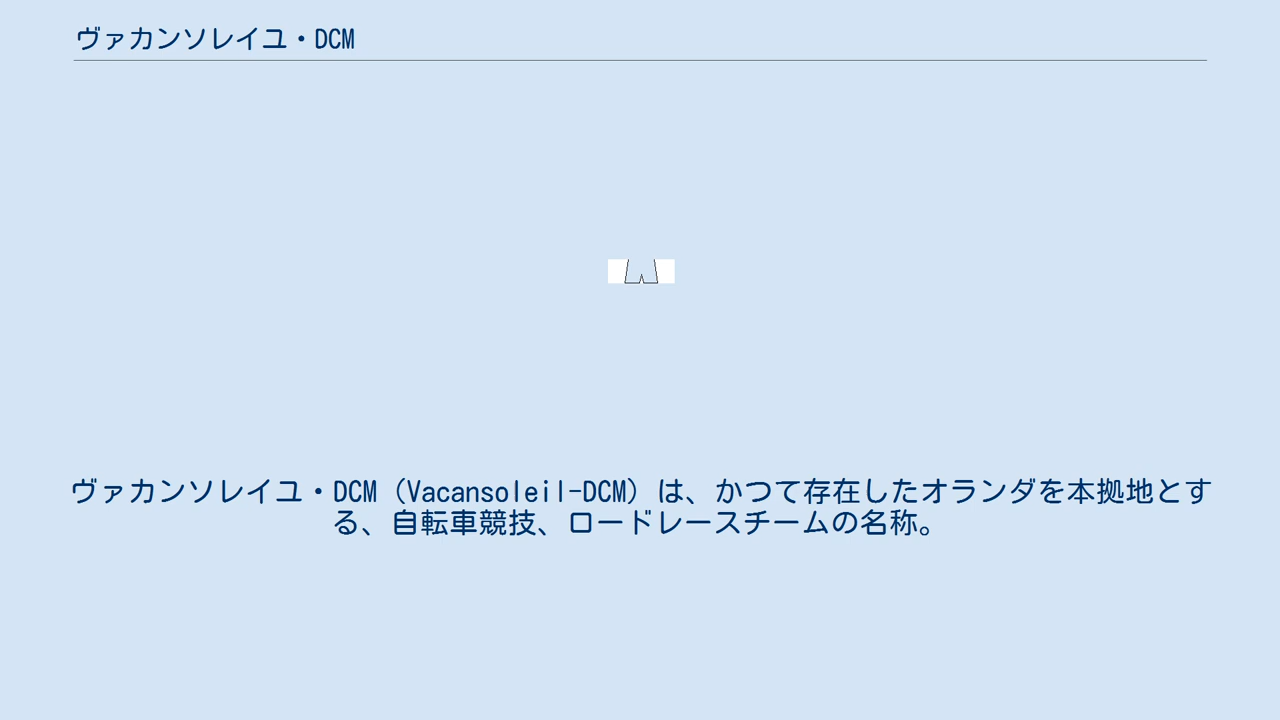 ヴァカンソレイユ・DCM
ヴァカンソレイユ・DCM（Vacansoleil-DCM）は、かつて存在したオランダを本拠地とす
る、自転車競技、ロードレースチームの名称。